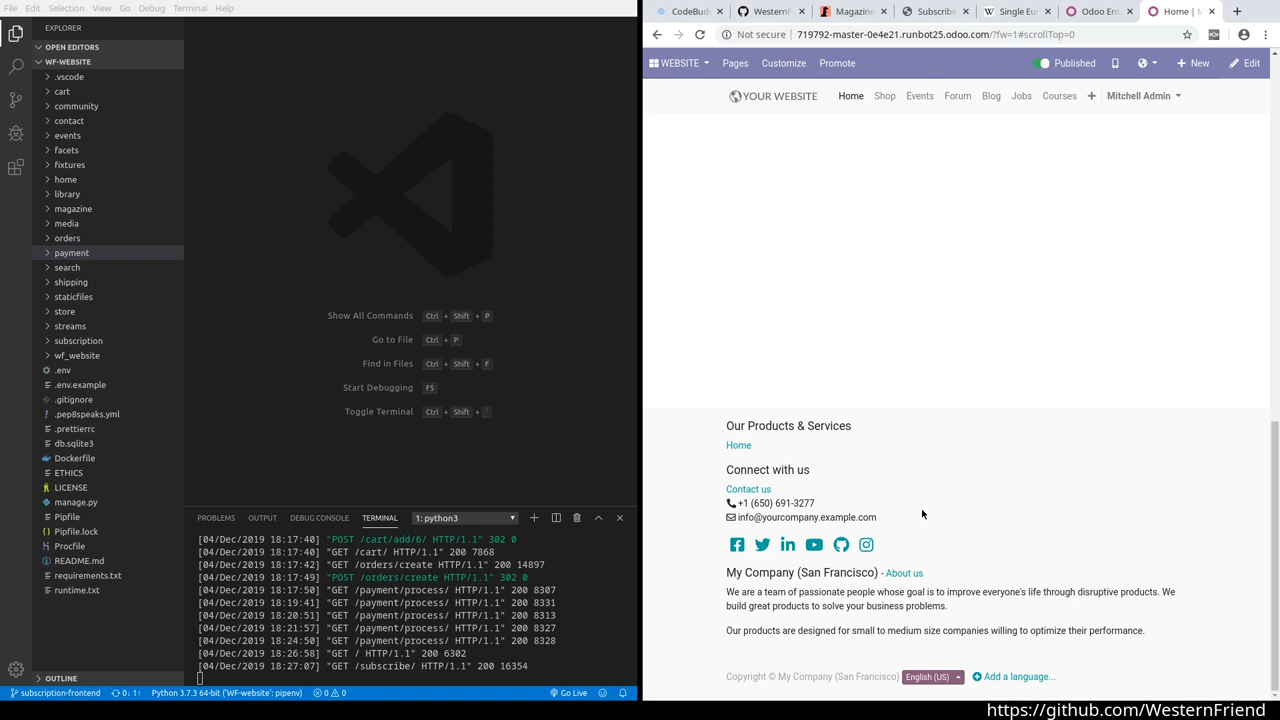 File Edit Selection View Go Debug Terminal Help
EXPLORER
OPEN EDITORS
WF-WEBSITE
.vscode
cart
community
contact
events
facets
fixtures
home
library
magazine
media
orders
payment
search
shipping
staticfiles
store
streams
subscription
wf_website
.env
.env.example
.gitignore
.pep8speaks.yml
.prettierrc
db.sqlite3
Dockerfile
ETHICS
LICENSE
manage.py
Pipfile
Pipfile.lock
Procfile
README.md
requirements.txt
runtime.txt
OUTLINE
Show All Commands Ctrl + Shift + P
Go to File Ctrl + P
Find in Files Ctrl + Shift + F
Start Debugging F5
Toggle Terminal Ctrl + Shift + `
PROBLEMS OUTPUT DEBUG CONSOLE TERMINAL 1: python3
[04/Dec/2019 18:17:40] "POST /cart/add/6/ HTTP/1.1" 302 0
[04/Dec/2019 18:17:40] "GET /cart/ HTTP/1.1" 200 7868
[04/Dec/2019 18:17:42] "GET /orders/create HTTP/1.1" 200 14897
[04/Dec/2019 18:17:49] "POST /orders/create HTTP/1.1" 302 0
[04/Dec/2019 18:17:50] "GET /payment/process/ HTTP/1.1" 200 8307
[04/Dec/2019 18:19:41] "GET /payment/process/ HTTP/1.1" 200 8331
[04/Dec/2019 18:20:51] "GET /payment/process/ HTTP/1.1" 200 8313
[04/Dec/2019 18:21:57] "GET /payment/process/ HTTP/1.1" 200 8327
[04/Dec/2019 18:24:50] "GET /payment/process/ HTTP/1.1" 200 8328
[04/Dec/2019 18:26:58] "GET / HTTP/1.1" 200 6302
[04/Dec/2019 18:27:07] "GET /subscribe/ HTTP/1.1" 200 16354
subscription-frontend 0↓ 1↑ Python 3.7.3 64-bit ('WF-website': pipenv) 0 0 Go Live
CodeBud WesternF Magazine Subscribe Single Eu Odoo Ent Home | M
Not secure | 719792-master-0e4e21.runbot25.odoo.com/?fw=1#scrollTop=0
WEBSITE Pages Customize Promote Published + New Edit
YOUR WEBSITE Home Shop Events Forum Blog Jobs Courses + Mitchell Admin
Our Products & Services
Home
Connect with us
Contact us
+1 (650) 691-3277
info@yourcompany.example.com
My Company (San Francisco) - About us
We are a team of passionate people whose goal is to improve everyone's life through disruptive products. We
build great products to solve your business problems.
Our products are designed for small to medium size companies willing to optimize their performance.
Copyright © My Company (San Francisco) English (US) Add a language...
https://github.com/WesternFriend